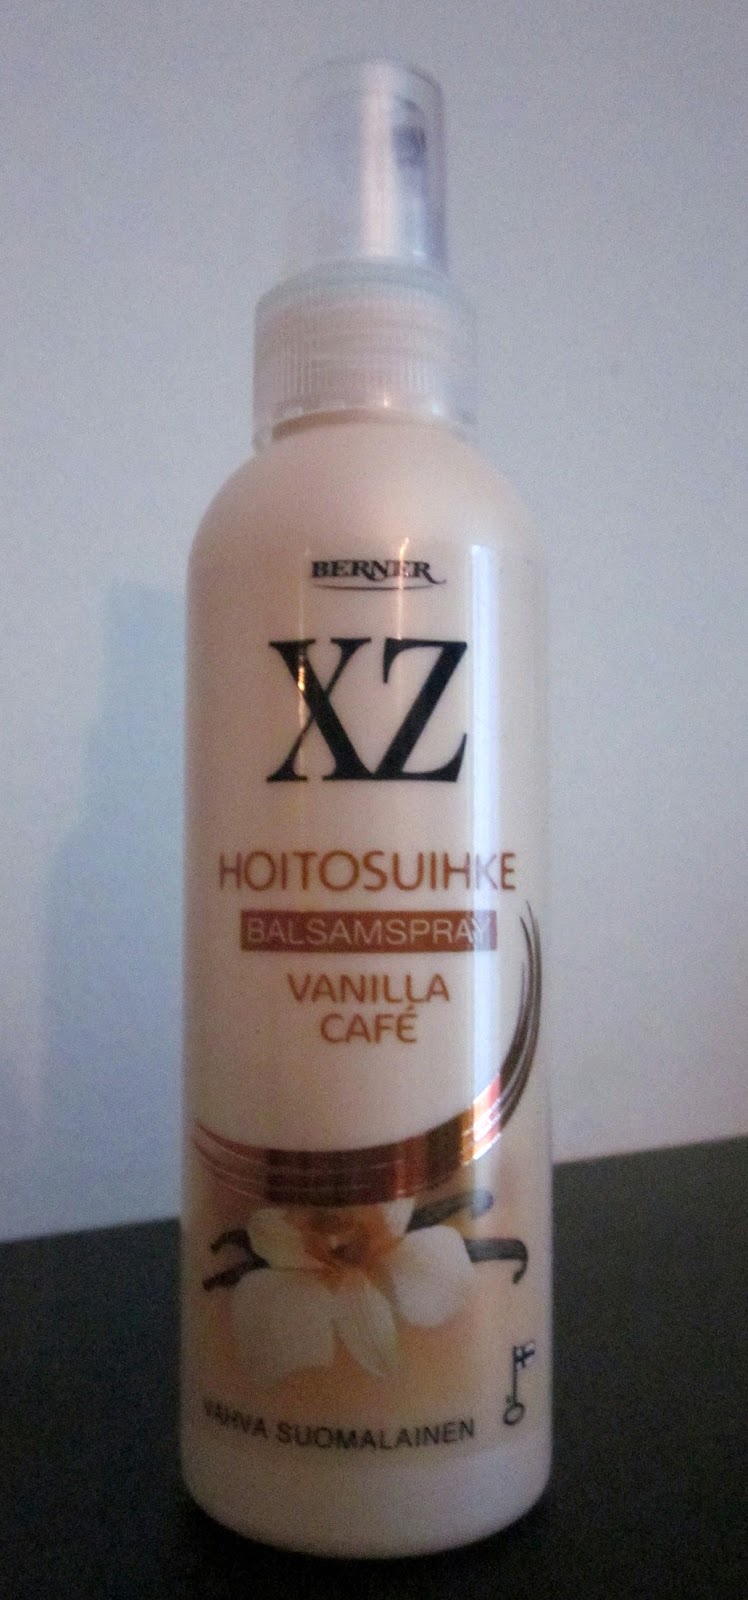 BERNER
XZ
HOITOSUIHKE
BALSAMSPRAY
VANILLA
CAFÉ
VAHVA SUOMALAINEN